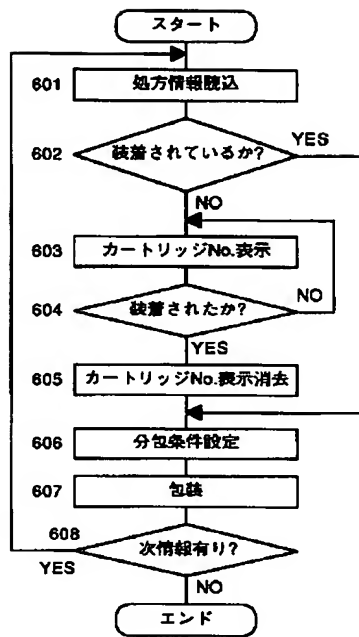 スタート
601 処方情報読込
602 装着されているか? YES
NO
603 カートリッジNo.表示
604 装着されたか? NO
YES
605 カートリッジNo.表示消去
606 分包条件設定
607 包装
608 次情報有り?
YES
NO
エンド